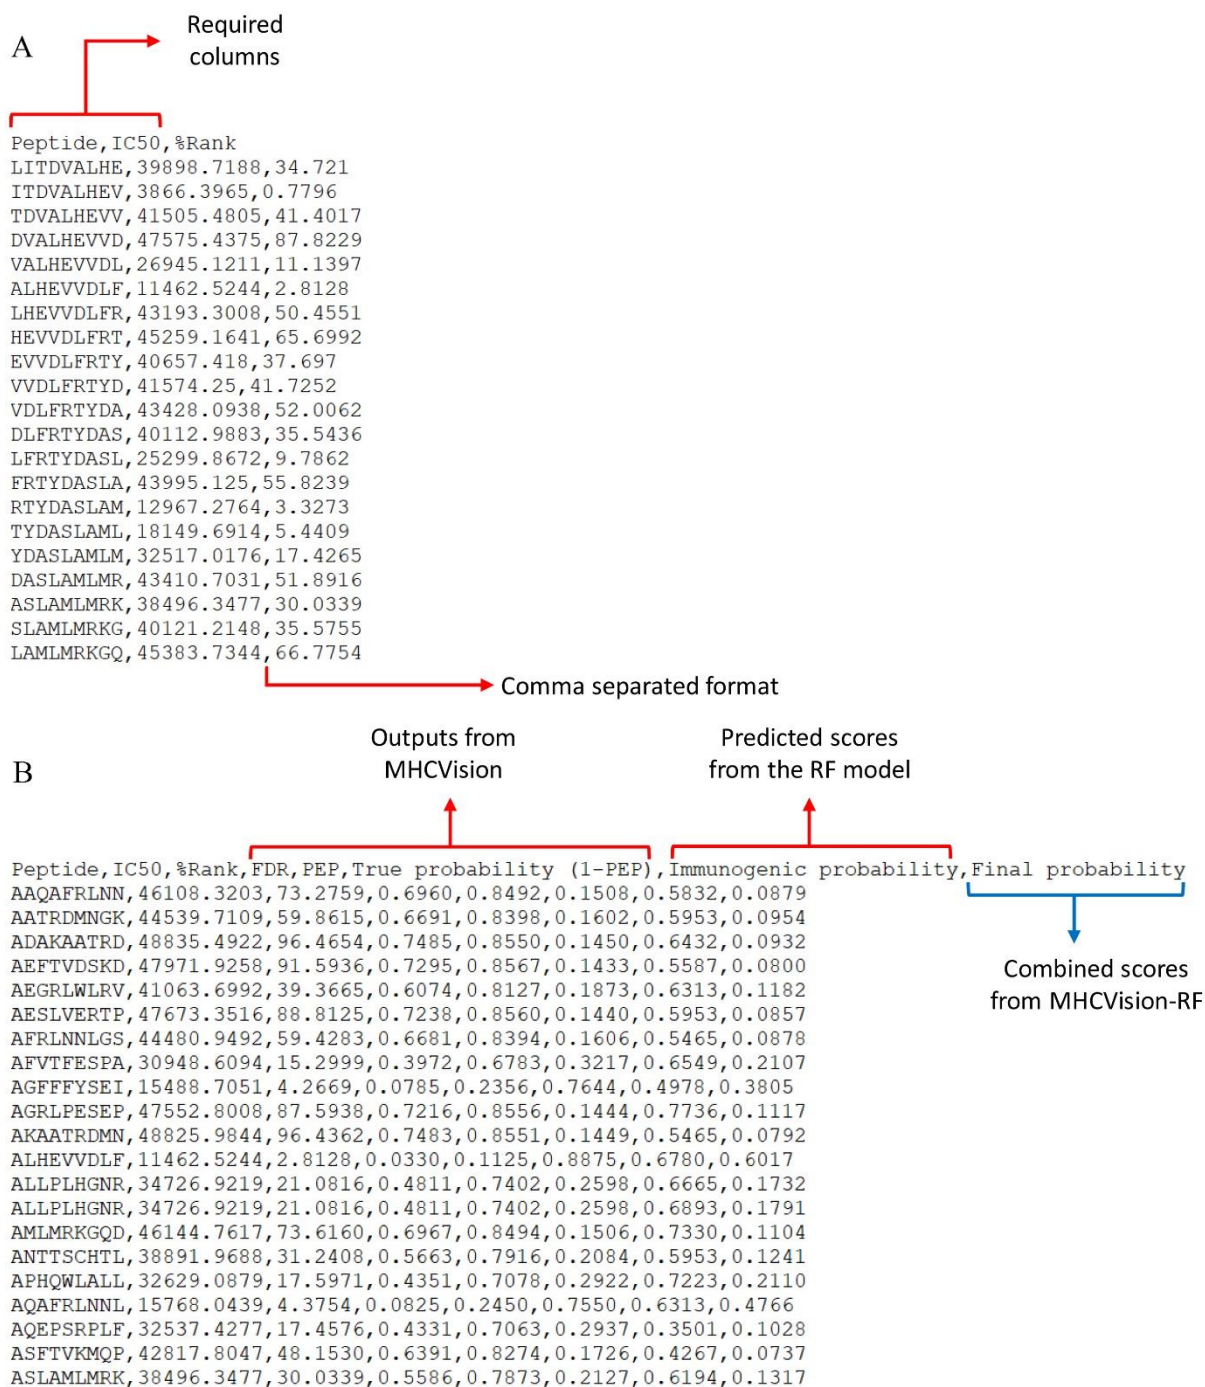 Required
columns
A
Peptide,IC50,%Rank
LITDVALHE,39898.7188,34.721
ITDVALHEV,3866.3965,0.7796
TDVALHEVV,41505.4805,41.4017
DVALHEVVD,47575.4375,87.8229
VALHEVVDL,26945.1211,11.1397
ALHEVVDLF,11462.5244,2.8128
LHEVVDLFR,43193.3008,50.4551
HEVVDLFRT,45259.1641,65.6992
EVVDLFRTY,40657.418,37.697
VVDLFRTYD,41574.25,41.7252
VDLFRTYDA,43428.0938,52.0062
DLFRTYDAS,40112.9883,35.5436
LFRTYDASL,25299.8672,9.7862
FRTYDASLA,43995.125,55.8239
RTYDASLAM,12967.2764,3.3273
TYDASLAML,18149.6914,5.4409
YDASLAMLM,32517.0176,17.4265
DASLAMLMR,43410.7031,51.8916
ASLAMLMRK,38496.3477,30.0339
SLAMLMRKG,40121.2148,35.5755
LAMLMRKGQ,45383.7344,66.7754
Comma separated format
Outputs from
MHCVision
Predicted scores
from the RF model
B
Peptide,IC50,%Rank,FDR,PEP,True probability (1-PEP),Immunogenic probability,Final probability
AAQAFRLNN,46108.3203,73.2759,0.6960,0.8492,0.1508,0.5832,0.0879
AATRDMNGK,44539.7109,59.8615,0.6691,0.8398,0.1602,0.5953,0.0954
ADAKAATRD,48835.4922,96.4654,0.7485,0.8550,0.1450,0.6432,0.0932
AEFTVDSKD,47971.9258,91.5936,0.7295,0.8567,0.1433,0.5587,0.0800
AEGRLWLRV,41063.6992,39.3665,0.6074,0.8127,0.1873,0.6313,0.1182
AESLVERTP,47673.3516,88.8125,0.7238,0.8560,0.1440,0.5953,0.0857
AFRLNNLGS,44480.9492,59.4283,0.6681,0.8394,0.1606,0.5465,0.0878
AFVTFESPA,30948.6094,15.2999,0.3972,0.6783,0.3217,0.6549,0.2107
AGFFFYSEI,15488.7051,4.2669,0.0785,0.2356,0.7644,0.4978,0.3805
AGRLPESEP,47552.8008,87.5938,0.7216,0.8556,0.1444,0.7736,0.1117
AKAATRDMN,48825.9844,96.4362,0.7483,0.8551,0.1449,0.5465,0.0792
ALHEVVDLF,11462.5244,2.8128,0.0330,0.1125,0.8875,0.6780,0.6017
ALLPLHGNR,34726.9219,21.0816,0.4811,0.7402,0.2598,0.6665,0.1732
ALLPLHGNR,34726.9219,21.0816,0.4811,0.7402,0.2598,0.6893,0.1791
AMLMRKGQD,46144.7617,73.6160,0.6967,0.8494,0.1506,0.7330,0.1104
ANTTSCHTL,38891.9688,31.2408,0.5663,0.7916,0.2084,0.5953,0.1241
APHQWLALL,32629.0879,17.5971,0.4351,0.7078,0.2922,0.7223,0.2110
AQAFRLNNL,15768.0439,4.3754,0.0825,0.2450,0.7550,0.6313,0.4766
AQEPSRPLF,32537.4277,17.4576,0.4331,0.7063,0.2937,0.3501,0.1028
ASFTVKMQP,42817.8047,48.1530,0.6391,0.8274,0.1726,0.4267,0.0737
ASLAMLMRK,38496.3477,30.0339,0.5586,0.7873,0.2127,0.6194,0.1317
Combined scores
from MHCVision-RF